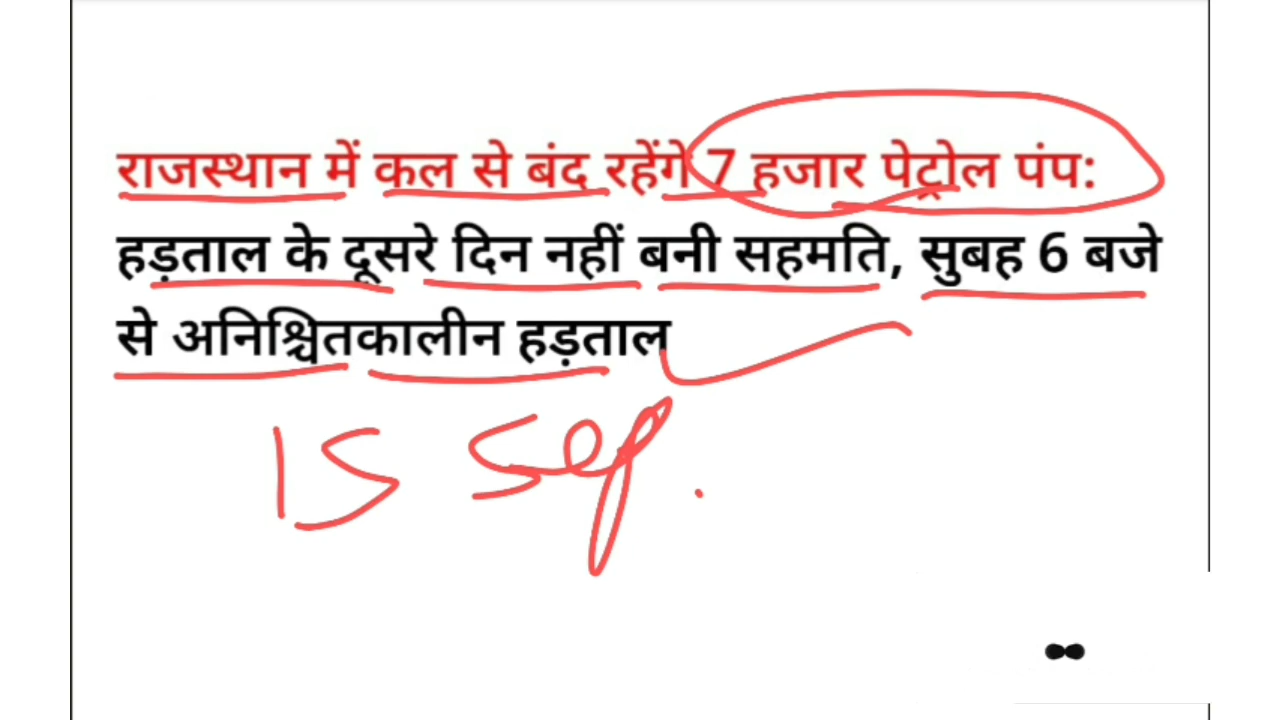 राजस्थान में कल से बंद रहेंगे 7 हजार पेट्रोल पंप:
हड़ताल के दूसरे दिन नहीं बनी सहमति, सुबह 6 बजे
से अनिश्चितकालीन हड़ताल
15 Sep.